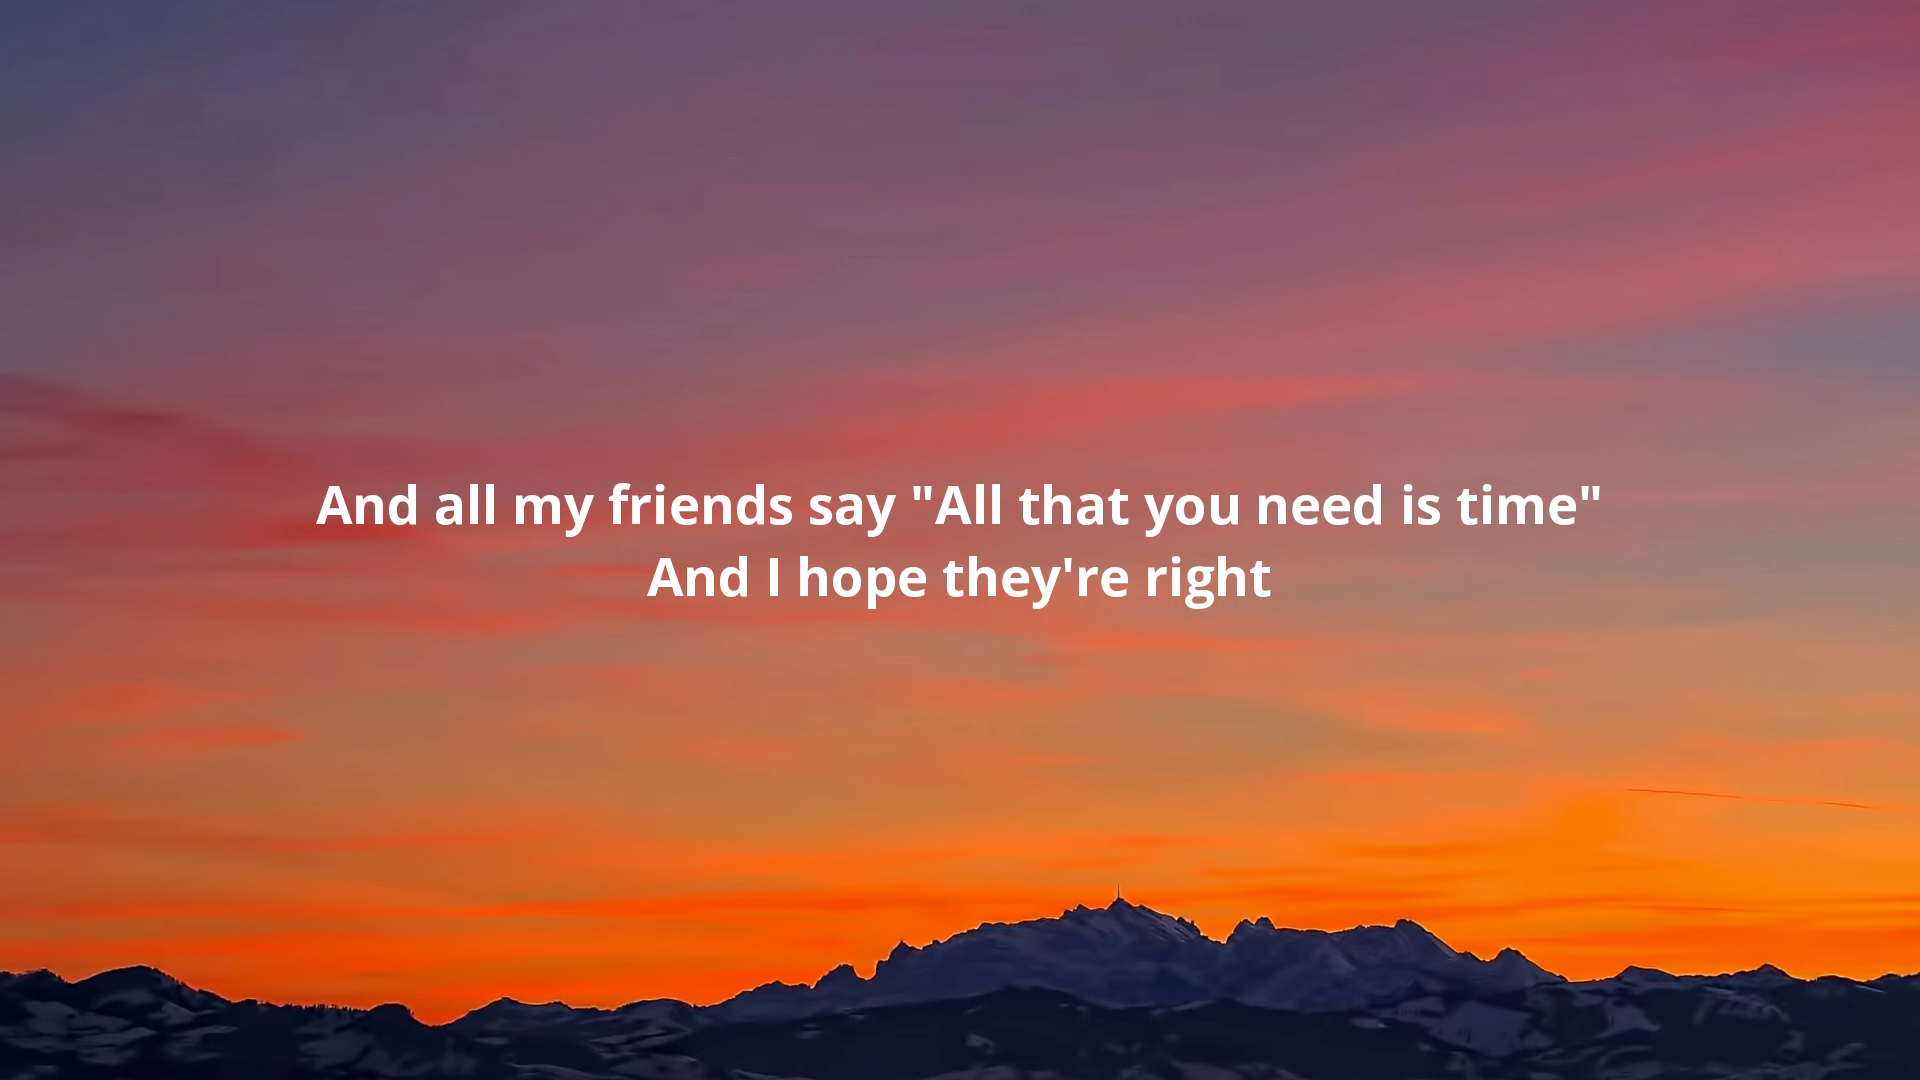 And all my friends say "All that you need is time"
And I hope they're right